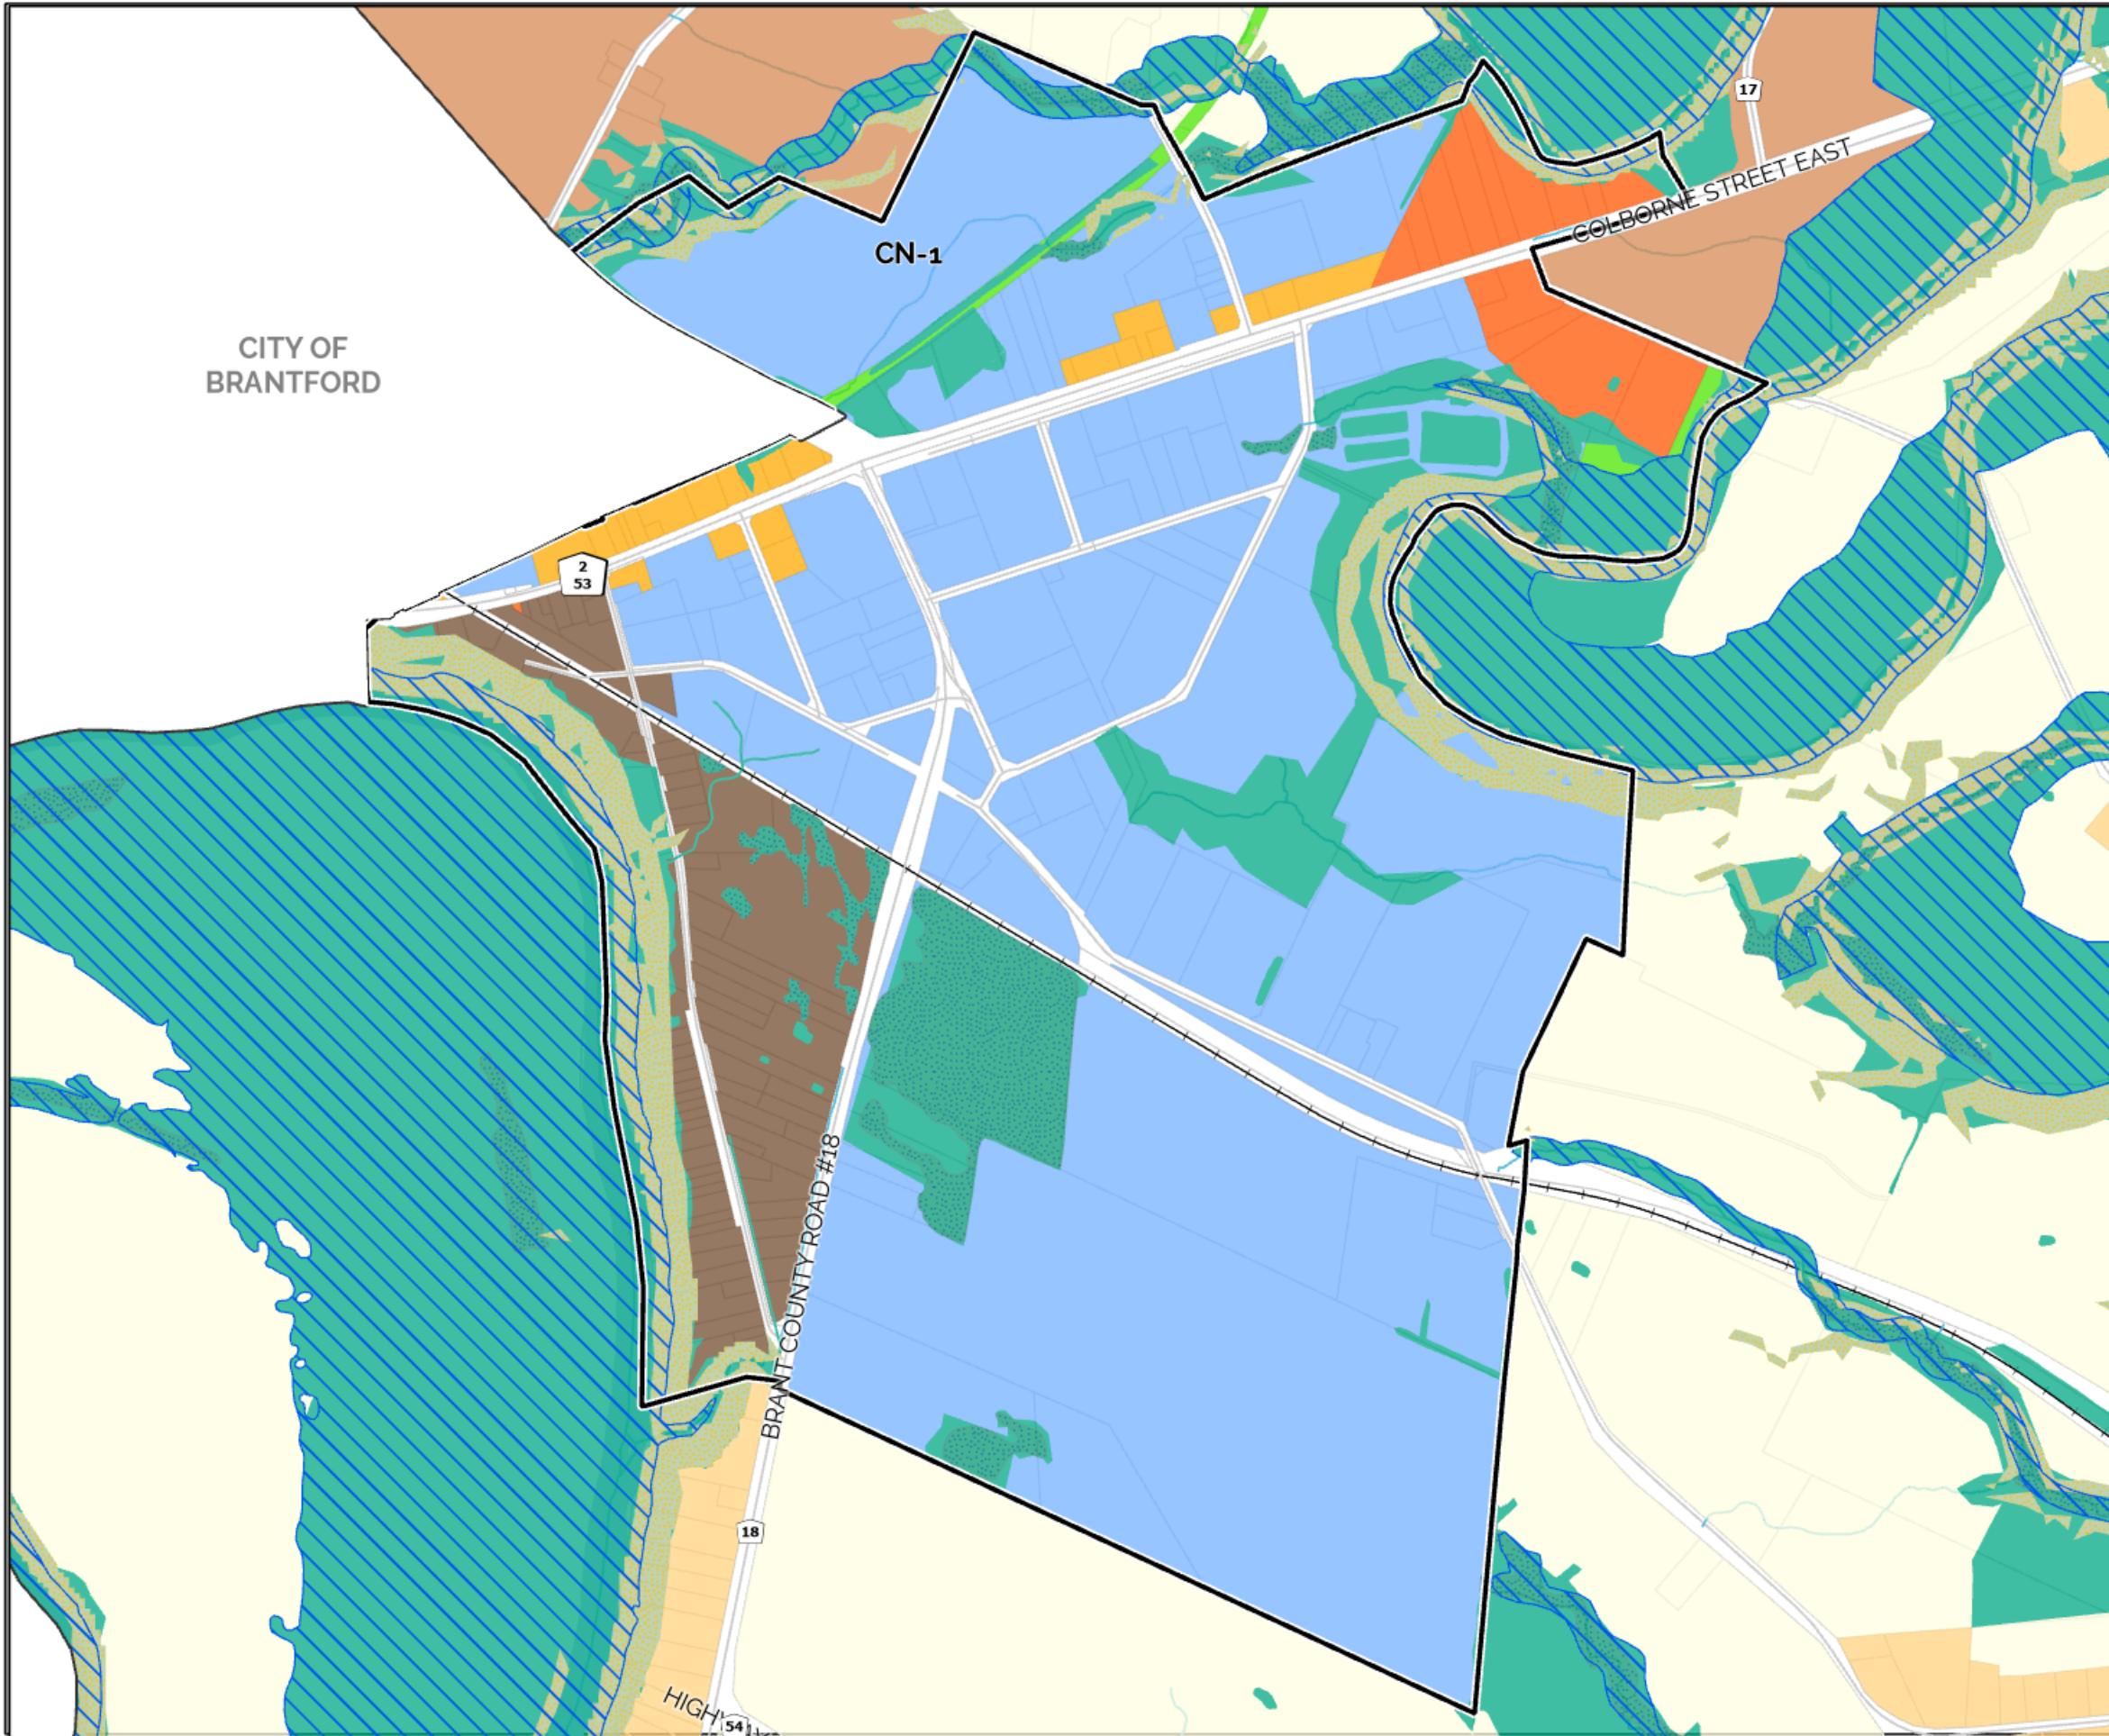 17
COLBORNE STREET EAST
CN-1
CITY OF
BRANTFORD
2
53
BRANT COUNTY ROAD #18
18
54